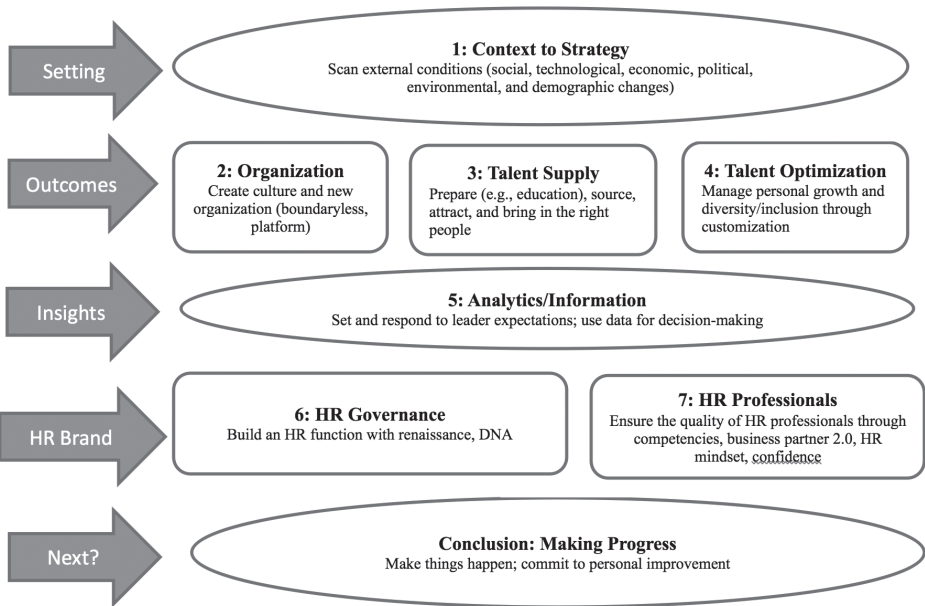 Setting
1: Context to Strategy
Scan external conditions (social, technological, economic, political,
environmental, and demographic changes)
Outcomes
2: Organization
Create culture and new
organization (boundaryless,
platform)
3: Talent Supply
Prepare (e.g., education), source,
attract, and bring in the right
people
4: Talent Optimization
Manage personal growth and
diversity/inclusion through
customization
Insights
5: Analytics/Information
Set and respond to leader expectations; use data for decision-making
HR Brand
6: HR Governance
Build an HR function with renaissance, DNA
7: HR Professionals
Ensure the quality of HR professionals through
competencies, business partner 2.0, HR
mindset, confidence
Next?
Conclusion: Making Progress
Make things happen; commit to personal improvement